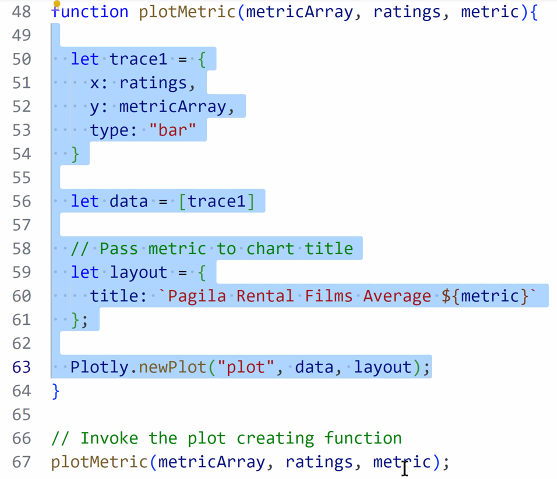 48 function plotMetric(metricArray, ratings, metric){
49
50 let trace1 = {
51 x: ratings,
52 y: metricArray,
53 type: "bar"
54 }
55
56 let data = [trace1]
57
58 // Pass metric to chart title
59 let layout = {
60 title: `Pagila Rental Films Average ${metric}`
61 };
62
63 Plotly.newPlot("plot", data, layout);
64 }
65
66 // Invoke the plot creating function
67 plotMetric(metricArray, ratings, metric);